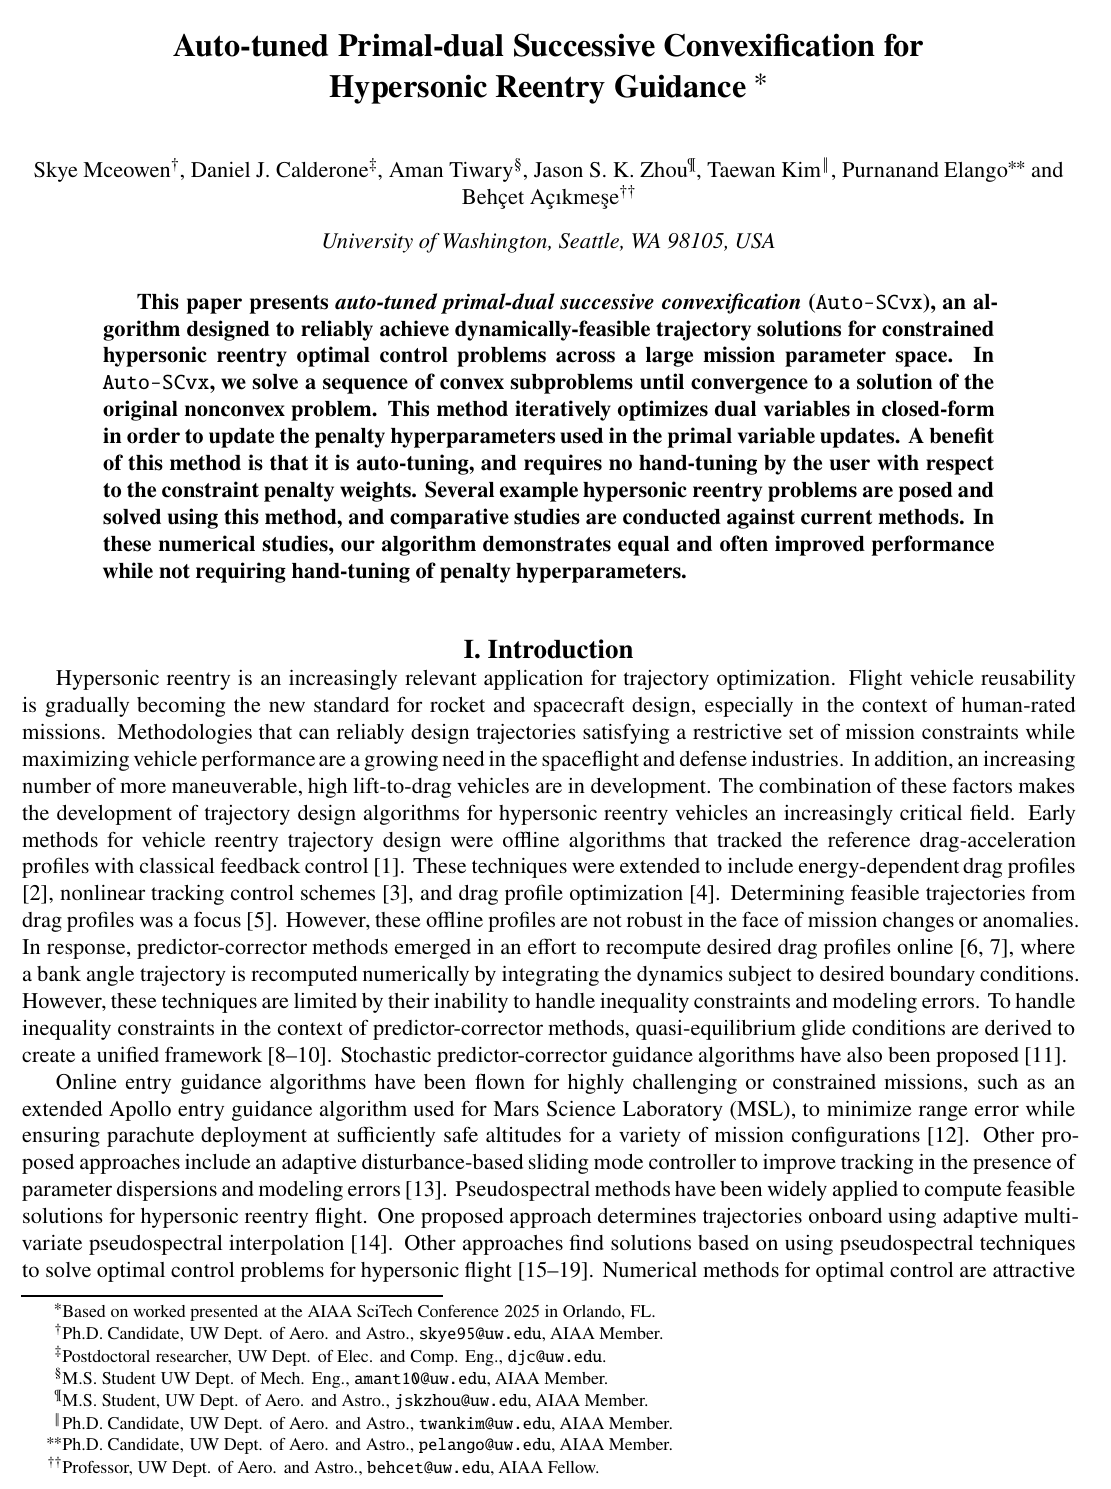 Auto-tuned Primal-dual Successive Convexification for
Hypersonic Reentry Guidance *
Skye Mceowen†, Daniel J. Calderone‡, Aman Tiwary§, Jason S. K. Zhou¶, Taewan Kim‖, Purnanand Elango** and
Behçet Açıkmeşe††
University of Washington, Seattle, WA 98105, USA
This paper presents auto-tuned primal-dual successive convexification (Auto-SCvx), an al-
gorithm designed to reliably achieve dynamically-feasible trajectory solutions for constrained
hypersonic reentry optimal control problems across a large mission parameter space. In
Auto-SCvx, we solve a sequence of convex subproblems until convergence to a solution of the
original nonconvex problem. This method iteratively optimizes dual variables in closed-form
in order to update the penalty hyperparameters used in the primal variable updates. A benefit
of this method is that it is auto-tuning, and requires no hand-tuning by the user with respect
to the constraint penalty weights. Several example hypersonic reentry problems are posed and
solved using this method, and comparative studies are conducted against current methods. In
these numerical studies, our algorithm demonstrates equal and often improved performance
while not requiring hand-tuning of penalty hyperparameters.
I. Introduction
Hypersonic reentry is an increasingly relevant application for trajectory optimization. Flight vehicle reusability
is gradually becoming the new standard for rocket and spacecraft design, especially in the context of human-rated
missions. Methodologies that can reliably design trajectories satisfying a restrictive set of mission constraints while
maximizing vehicle performance are a growing need in the spaceflight and defense industries. In addition, an increasing
number of more maneuverable, high lift-to-drag vehicles are in development. The combination of these factors makes
the development of trajectory design algorithms for hypersonic reentry vehicles an increasingly critical field. Early
methods for vehicle reentry trajectory design were offline algorithms that tracked the reference drag-acceleration
profiles with classical feedback control [1]. These techniques were extended to include energy-dependent drag profiles
[2], nonlinear tracking control schemes [3], and drag profile optimization [4]. Determining feasible trajectories from
drag profiles was a focus [5]. However, these offline profiles are not robust in the face of mission changes or anomalies.
In response, predictor-corrector methods emerged in an effort to recompute desired drag profiles online [6, 7], where
a bank angle trajectory is recomputed numerically by integrating the dynamics subject to desired boundary conditions.
However, these techniques are limited by their inability to handle inequality constraints and modeling errors. To handle
inequality constraints in the context of predictor-corrector methods, quasi-equilibrium glide conditions are derived to
create a unified framework [8–10]. Stochastic predictor-corrector guidance algorithms have also been proposed [11].
Online entry guidance algorithms have been flown for highly challenging or constrained missions, such as an
extended Apollo entry guidance algorithm used for Mars Science Laboratory (MSL), to minimize range error while
ensuring parachute deployment at sufficiently safe altitudes for a variety of mission configurations [12]. Other pro-
posed approaches include an adaptive disturbance-based sliding mode controller to improve tracking in the presence of
parameter dispersions and modeling errors [13]. Pseudospectral methods have been widely applied to compute feasible
solutions for hypersonic reentry flight. One proposed approach determines trajectories onboard using adaptive multi-
variate pseudospectral interpolation [14]. Other approaches find solutions based on using pseudospectral techniques
to solve optimal control problems for hypersonic flight [15–19]. Numerical methods for optimal control are attractive
*Based on worked presented at the AIAA SciTech Conference 2025 in Orlando, FL.
†Ph.D. Candidate, UW Dept. of Aero. and Astro., skye95@uw.edu, AIAA Member.
‡Postdoctoral researcher, UW Dept. of Elec. and Comp. Eng., djc@uw.edu.
§M.S. Student UW Dept. of Mech. Eng., amant10@uw.edu, AIAA Member.
¶M.S. Student, UW Dept. of Aero. and Astro., jskzhou@uw.edu, AIAA Member.
‖Ph.D. Candidate, UW Dept. of Aero. and Astro., twankim@uw.edu, AIAA Member.
**Ph.D. Candidate, UW Dept. of Aero. and Astro., pelango@uw.edu, AIAA Member.
††Professor, UW Dept. of Aero. and Astro., behcet@uw.edu, AIAA Fellow.